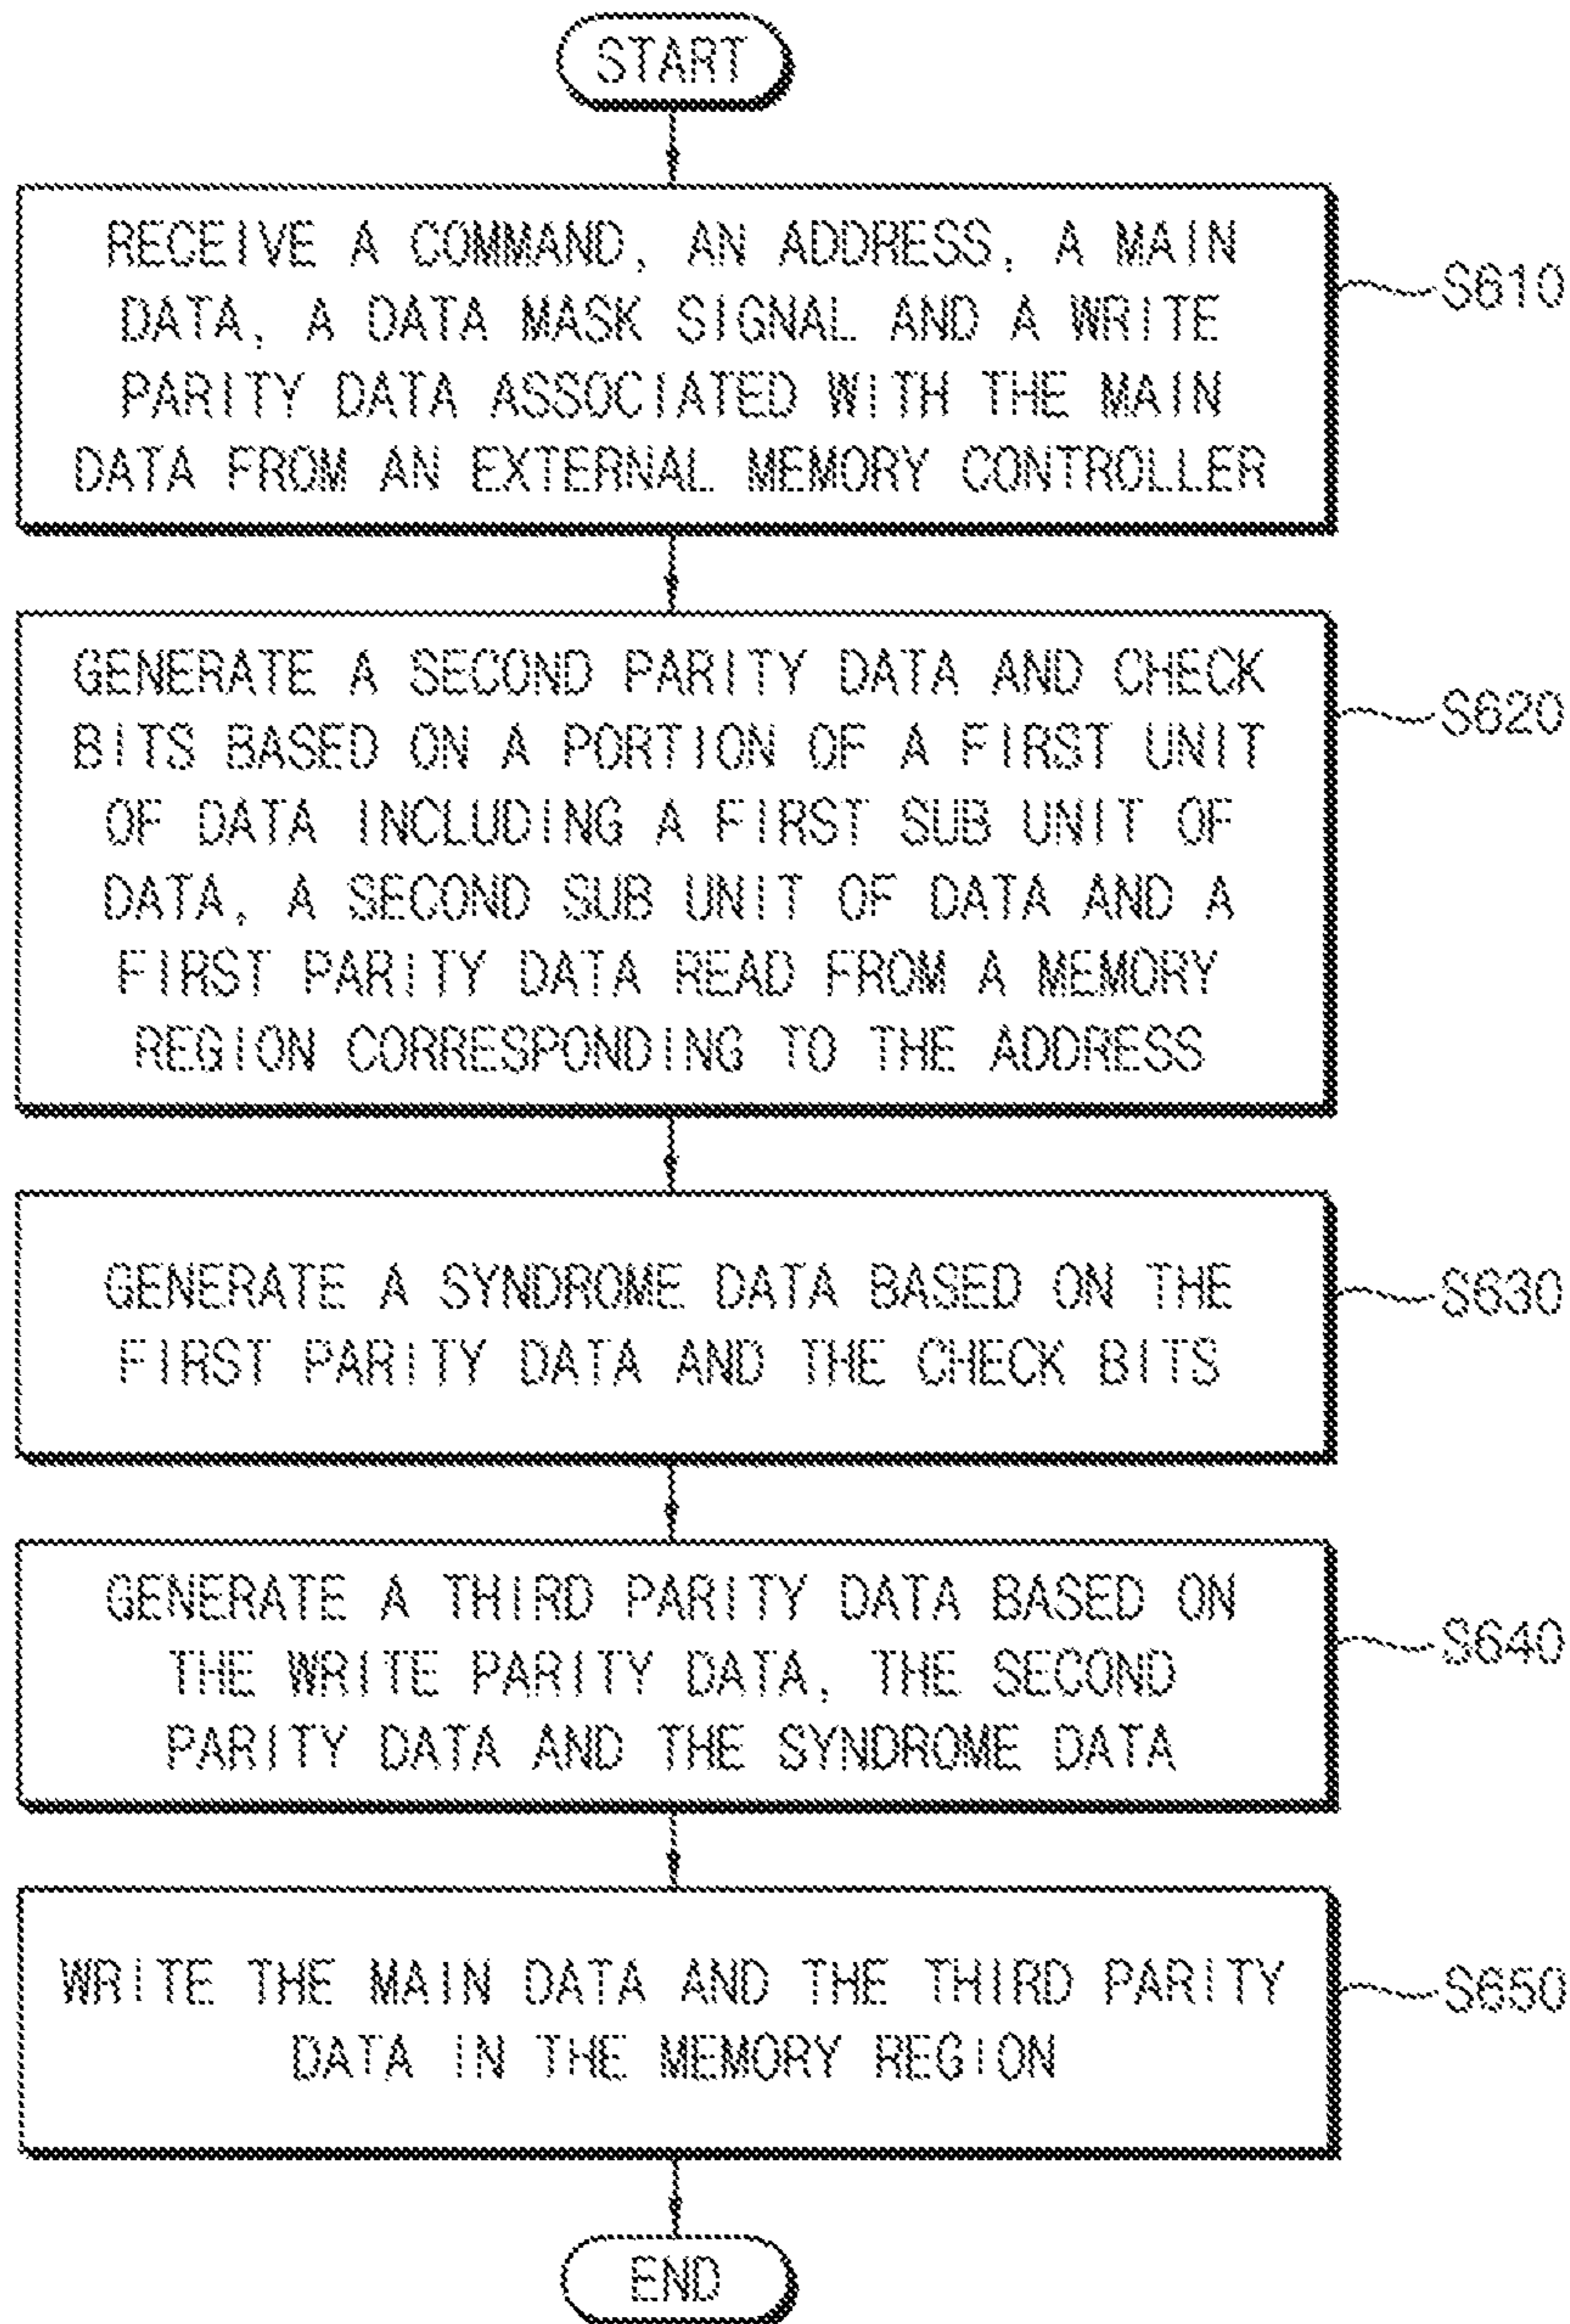 START
RECEIVE A COMMAND, AN ADDRESS, A MAIN
DATA, A DATA MASK SIGNAL AND A WRITE
PARITY DATA ASSOCIATED WITH THE MAIN
DATA FROM AN EXTERNAL MEMORY CONTROLLER
S610
GENERATE A SECOND PARITY DATA AND CHECK
BITS BASED ON A PORTION OF A FIRST UNIT
OF DATA INCLUDING A FIRST SUB UNIT OF
DATA, A SECOND SUB UNIT OF DATA AND A
FIRST PARITY DATA READ FROM A MEMORY
REGION CORRESPONDING TO THE ADDRESS
S620
GENERATE A SYNDROME DATA BASED ON THE
FIRST PARITY DATA AND THE CHECK BITS
S630
GENERATE A THIRD PARITY DATA BASED ON
THE WRITE PARITY DATA, THE SECOND
PARITY DATA AND THE SYNDROME DATA
S640
WRITE THE MAIN DATA AND THE THIRD PARITY
DATA IN THE MEMORY REGION
S650
END